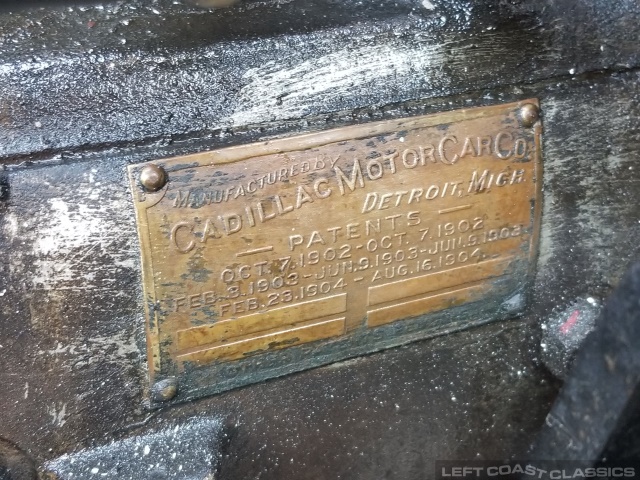 MANUFACTURED BY
CADILLAC MOTOR CAR CO.
DETROIT, MICH.
— PATENTS —
OCT. 7, 1902 - OCT. 7, 1902
FEB. 3, 1903 - JUN. 9, 1903 - JUN. 9, 1903
FEB. 23, 1904 - AUG. 16, 1904.
LEFT COAST CLASSICS